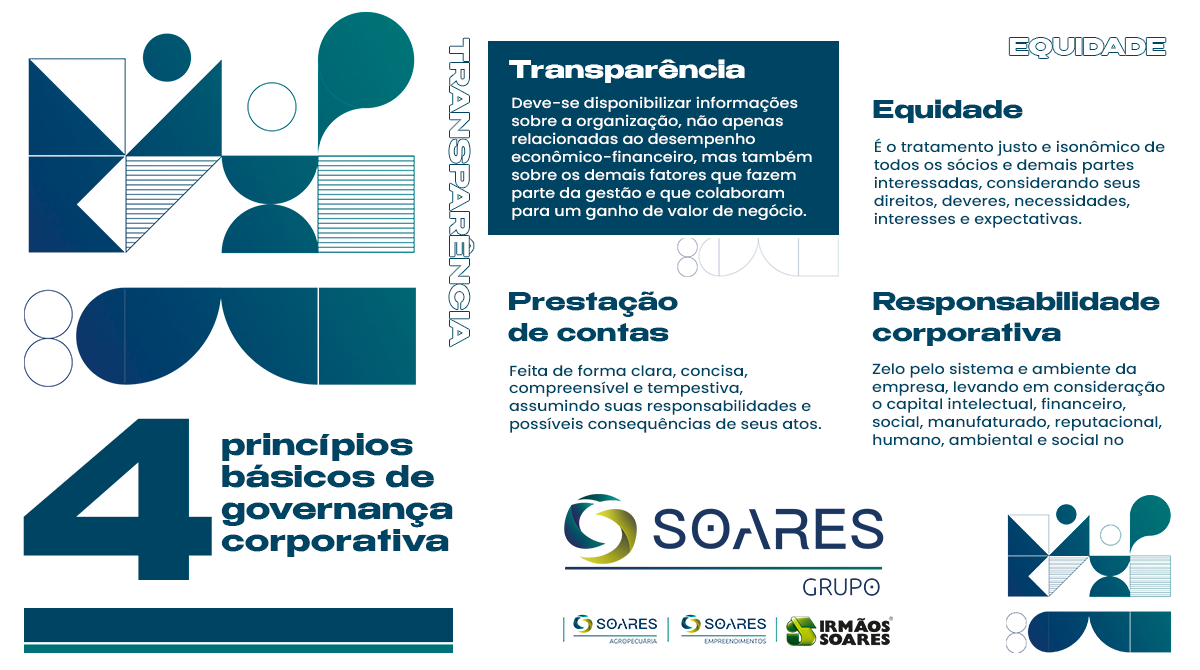 4
princípios
básicos de
governança
corporativa
TRANSPARÊNCIA
Transparência
Deve-se disponibilizar informações
sobre a organização, não apenas
relacionadas ao desempenho
econômico-financeiro, mas também
sobre os demais fatores que fazem
parte da gestão e que colaboram
para um ganho de valor de negócio.
EQUIDADE
Equidade
É o tratamento justo e isonômico de
todos os sócios e demais partes
interessadas, considerando seus
direitos, deveres, necessidades,
interesses e expectativas.
Prestação
de contas
Feita de forma clara, concisa,
compreensível e tempestiva,
assumindo suas responsabilidades e
possíveis consequências de seus atos.
Responsabilidade
corporativa
Zelo pelo sistema e ambiente da
empresa, levando em consideração
o capital intelectual, financeiro,
social, manufaturado, reputacional,
humano, ambiental e social no
SOARES
GRUPO
SOARES
AGROPECUÁRIA
SOARES
EMPREENDIMENTOS
IRMÃOS
SOARES®